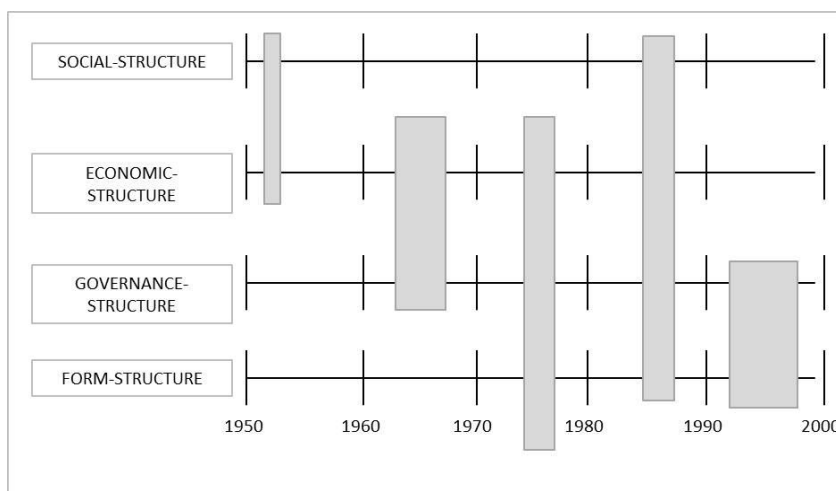 SOCIAL-STRUCTURE
ECONOMIC-
STRUCTURE
GOVERNANCE-
STRUCTURE
FORM-STRUCTURE
1950 1960 1970 1980 1990 2000